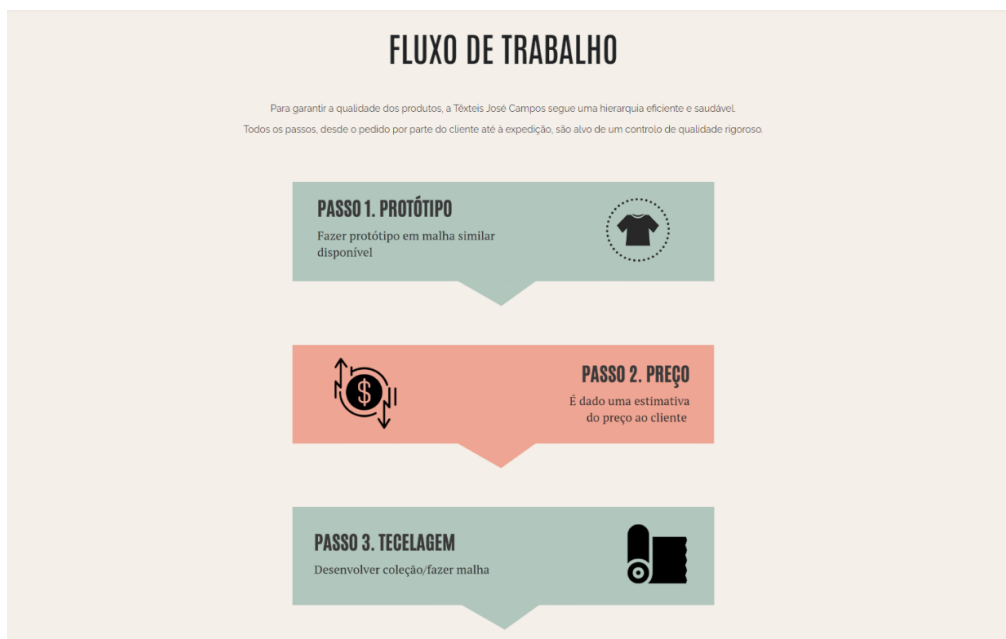 FLUXO DE TRABALHO
Para garantir a qualidade dos produtos, a Têxteis José Campos segue uma hierarquia eficiente e saudável.
Todos os passos, desde o pedido por parte do cliente até à expedição, são alvo de um controlo de qualidade rigoroso.
PASSO 1. PROTÓTIPO
Fazer protótipo em malha similar
disponível
$
PASSO 2. PREÇO
É dado uma estimativa
do preço ao cliente
PASSO 3. TECELAGEM
Desenvolver coleção/fazer malha